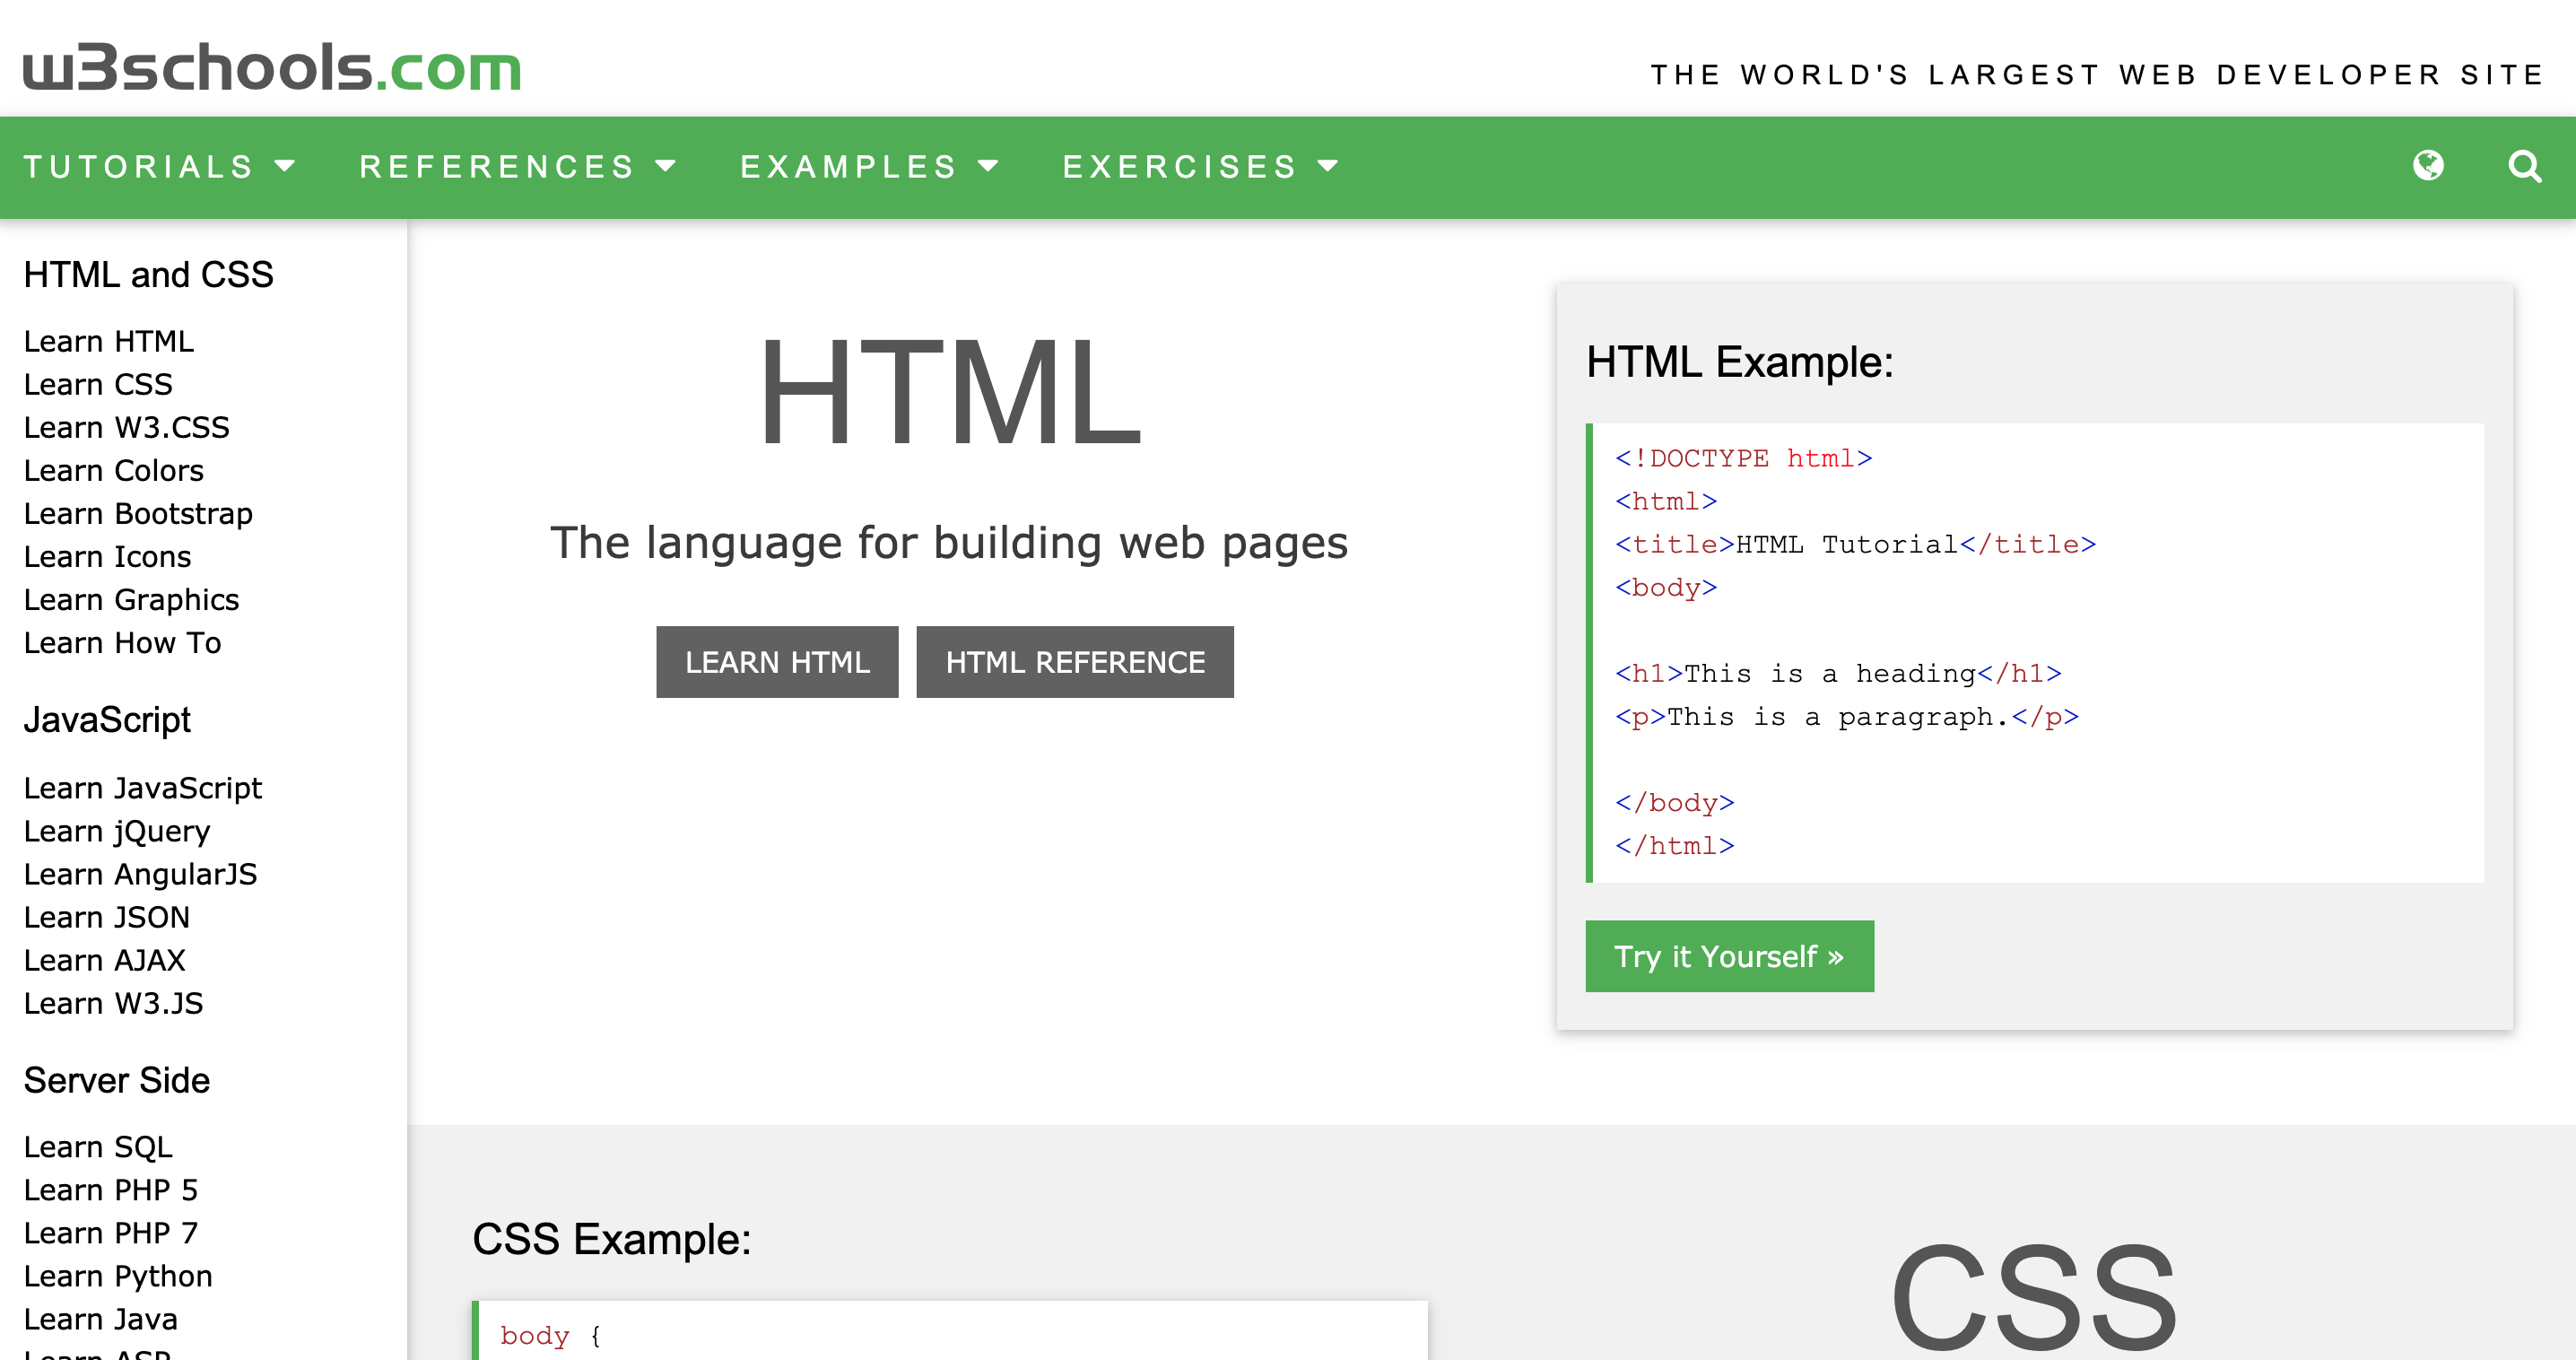 w3schools.com
THE WORLD'S LARGEST WEB DEVELOPER SITE
TUTORIALS REFERENCES EXAMPLES EXERCISES
HTML and CSS
Learn HTML
Learn CSS
Learn W3.CSS
Learn Colors
Learn Bootstrap
Learn Icons
Learn Graphics
Learn How To
JavaScript
Learn JavaScript
Learn jQuery
Learn AngularJS
Learn JSON
Learn AJAX
Learn W3.JS
Server Side
Learn SQL
Learn PHP 5
Learn PHP 7
Learn Python
Learn Java
Learn ASP
HTML
The language for building web pages
LEARN HTML
HTML REFERENCE
HTML Example:
<!DOCTYPE html>
<html>
<title>HTML Tutorial</title>
<body>
<h1>This is a heading</h1>
<p>This is a paragraph.</p>
</body>
</html>
Try it Yourself »
CSS Example:
body {
CSS